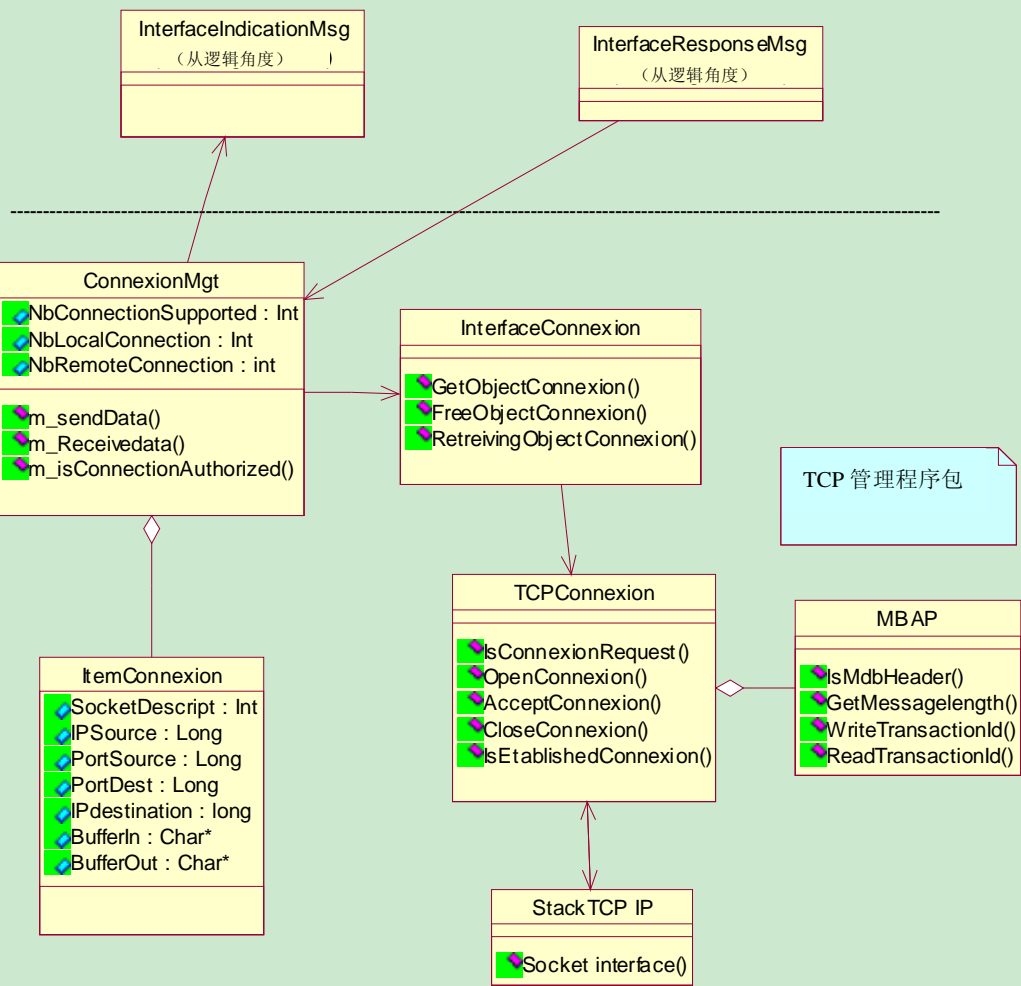 InterfaceIndicationMsg
（从逻辑角度）
InterfaceResponseMsg
（从逻辑角度）
ConnexionMgt
NbConnectionSupported : Int
NbLocalConnection : Int
NbRemoteConnection : int
m_sendData()
m_Receivedata()
m_isConnectionAuthorized()
InterfaceConnexion
GetObjectConnexion()
FreeObjectConnexion()
RetreivingObjectConnexion()
TCP 管理程序包
TCPConnexion
IsConnexionRequest()
OpenConnexion()
AcceptConnexion()
CloseConnexion()
IsEtablishedConnexion()
MBAP
IsMdbHeader()
GetMessagelength()
WriteTransactionId()
ReadTransactionId()
ItemConnexion
SocketDescript : Int
IPSource : Long
PortSource : Long
PortDest : Long
IPdestination : long
BufferIn : Char*
BufferOut : Char*
StackTCP IP
Socket interface()